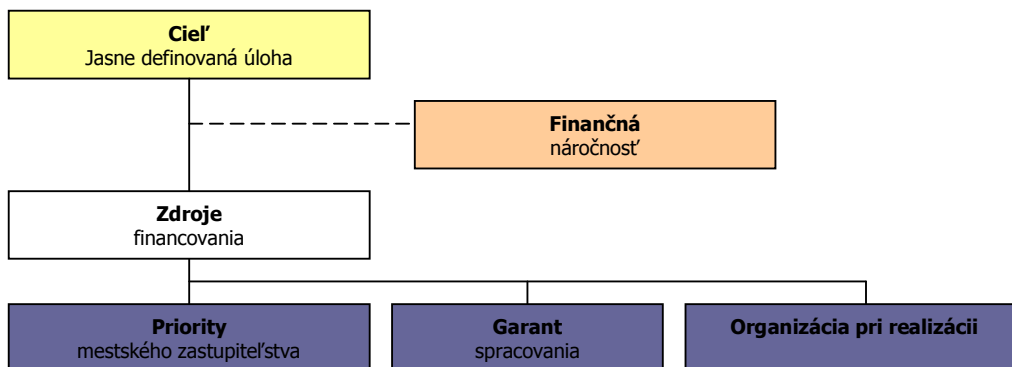 Cieľ
Jasne definovaná úloha
Finančná
náročnosť
Zdroje
financovania
Priority
mestského zastupiteľstva
Garant
spracovania
Organizácia pri realizácii